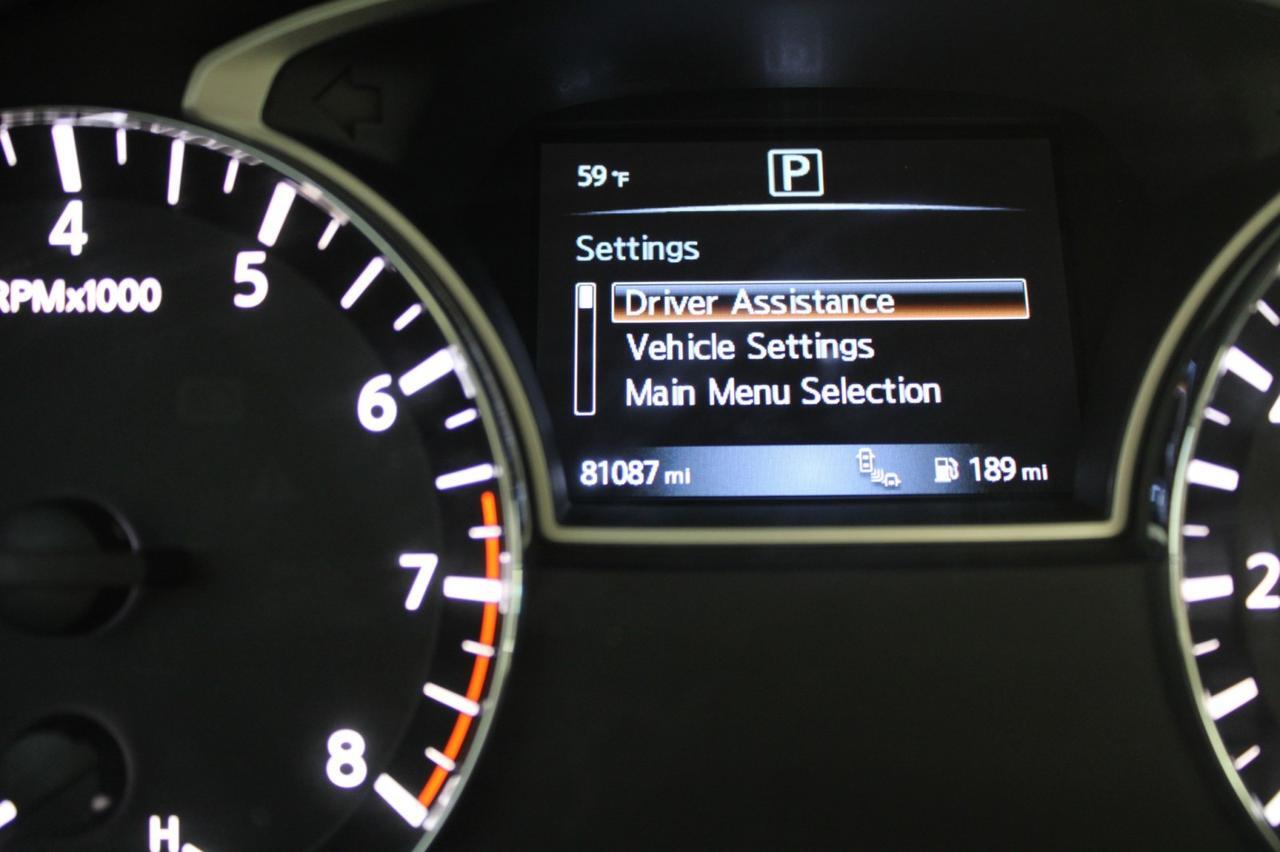 59 °F
P
Settings
Driver Assistance
Vehicle Settings
Main Menu Selection
81087 mi
189 mi
4
5
RPMx1000
6
7
8
H
2